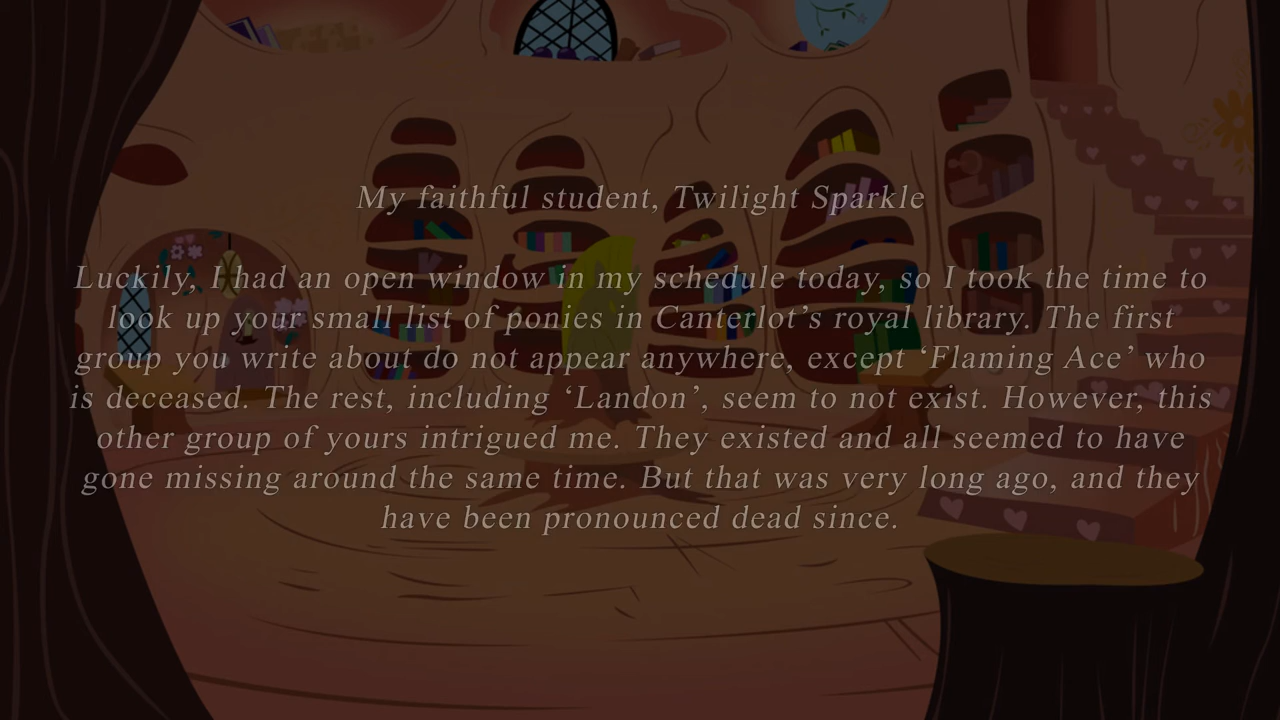 My faithful student, Twilight Sparkle
Luckily, I had an open window in my schedule today, so I took the time to
look up your small list of ponies in Canterlot’s royal library. The first
group you write about do not appear anywhere, except ‘Flaming Ace’ who
is deceased. The rest, including ‘Landon’, seem to not exist. However, this
other group of yours intrigued me. They existed and all seemed to have
gone missing around the same time. But that was very long ago, and they
have been pronounced dead since.